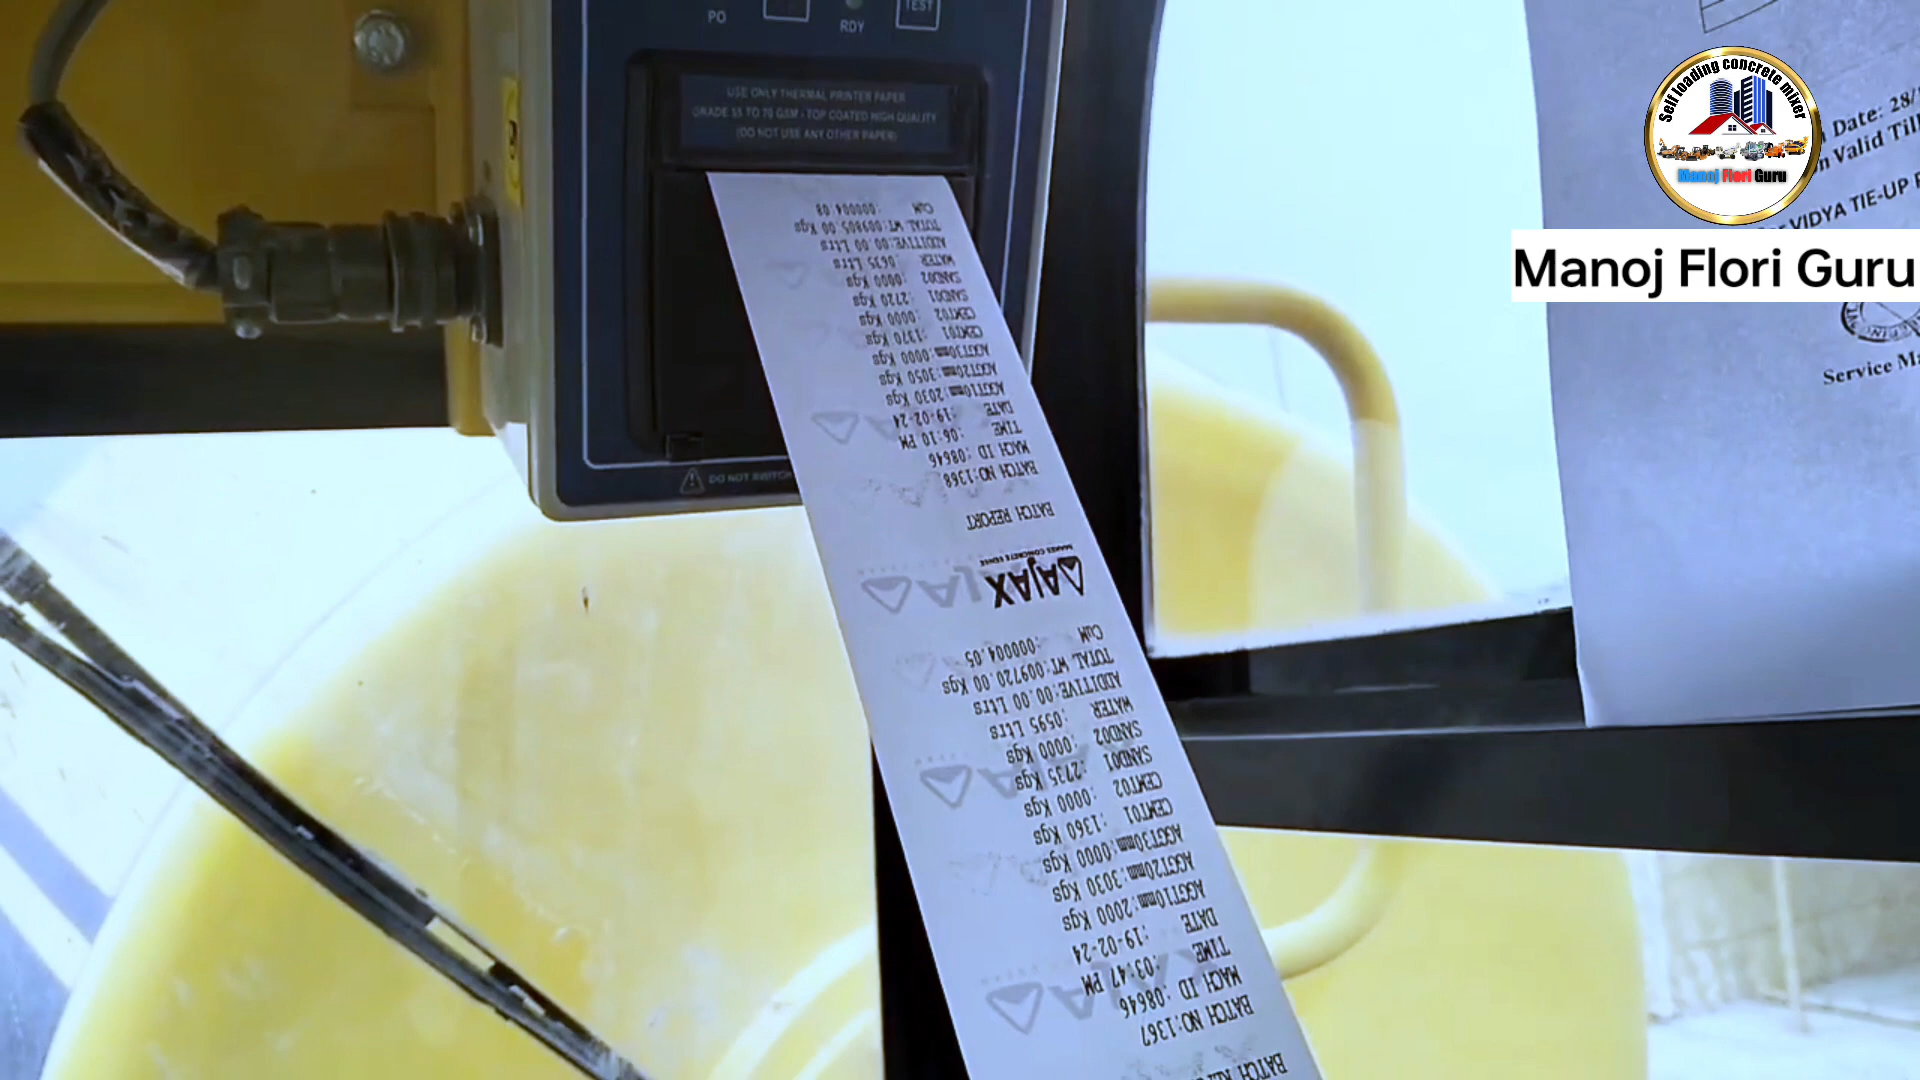 PO
RDY
TEST
USE ONLY THERMAL PRINTER PAPER
GRADE 55 TO 70 GSM - TOP COATED HIGH QUALITY
(DO NOT USE ANY OTHER PAPER)
DO NOT SWITCH
BATCH
BATCH NO:1367
MACH ID :08646
TIME :03:47 PM
DATE :19-02-24
AGGT10mm:2000 Kgs
AGGT20mm:3030 Kgs
AGGT30mm:0000 Kgs
CEMT01 :1360 Kgs
CEMT02 :0000 Kgs
SAND01 :2735 Kgs
SAND02 :0000 Kgs
WATER :0595 Ltrs
ADDITIVE:00.00 Ltrs
TOTAL WT:009720.00 Kgs
CuM :000004.05
AJAX
MAKES CONCRETE SENSE
BATCH REPORT
BATCH NO:1368
MACH ID :08646
TIME :06:10 PM
DATE :19-02-24
AGGT10mm:2030 Kgs
AGGT20mm:3050 Kgs
AGGT30mm:0000 Kgs
CEMT01 :1370 Kgs
CEMT02 :0000 Kgs
SAND01 :2720 Kgs
SAND02 :0000 Kgs
WATER :0635 Ltrs
ADDITIVE:00.00 Ltrs
TOTAL WT:009805.00 Kgs
CuM :000004.08
Self loading concrete mixer
Manoj Flori Guru
Manoj Flori Guru
Date: 28/
Valid Till
VIDYA TIE-UP
Service